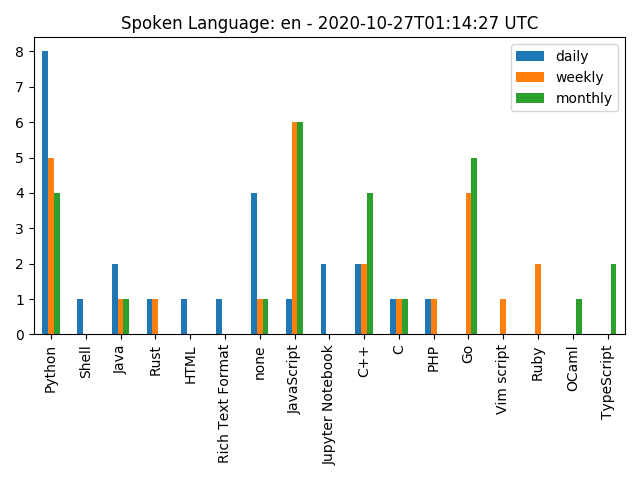 Spoken Language: en - 2020-10-27T01:14:27 UTC
daily
weekly
monthly
8
7
6
5
4
3
2
1
0
Python
Shell
Java
Rust
HTML
Rich Text Format
none
JavaScript
Jupyter Notebook
C++
C
PHP
Go
Vim script
Ruby
OCaml
TypeScript